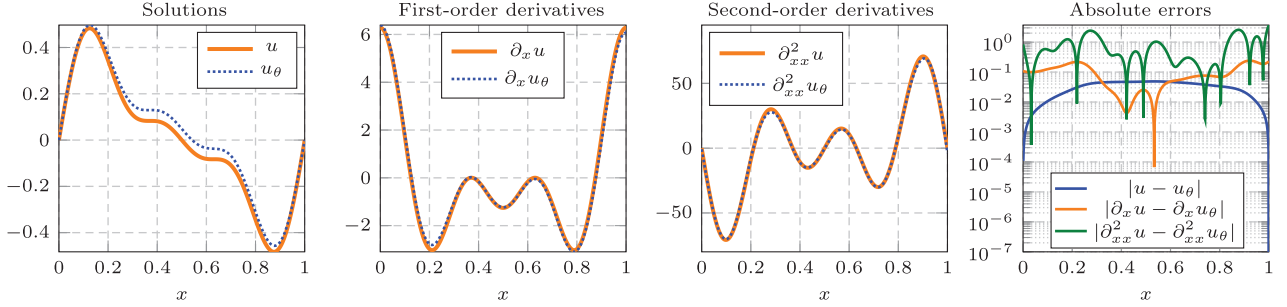 Solutions
0.4
0.2
0
−0.2
−0.4
0 0.2 0.4 0.6 0.8 1
x
u
u_θ
First-order derivatives
6
4
2
0
−2
0 0.2 0.4 0.6 0.8 1
x
∂_x u
∂_x u_θ
Second-order derivatives
50
0
−50
0 0.2 0.4 0.6 0.8 1
x
∂²_xx u
∂²_xx u_θ
Absolute errors
10⁰
10⁻¹
10⁻²
10⁻³
10⁻⁴
10⁻⁵
10⁻⁶
10⁻⁷
0 0.2 0.4 0.6 0.8 1
x
|u − u_θ|
|∂_x u − ∂_x u_θ|
|∂²_xx u − ∂²_xx u_θ|